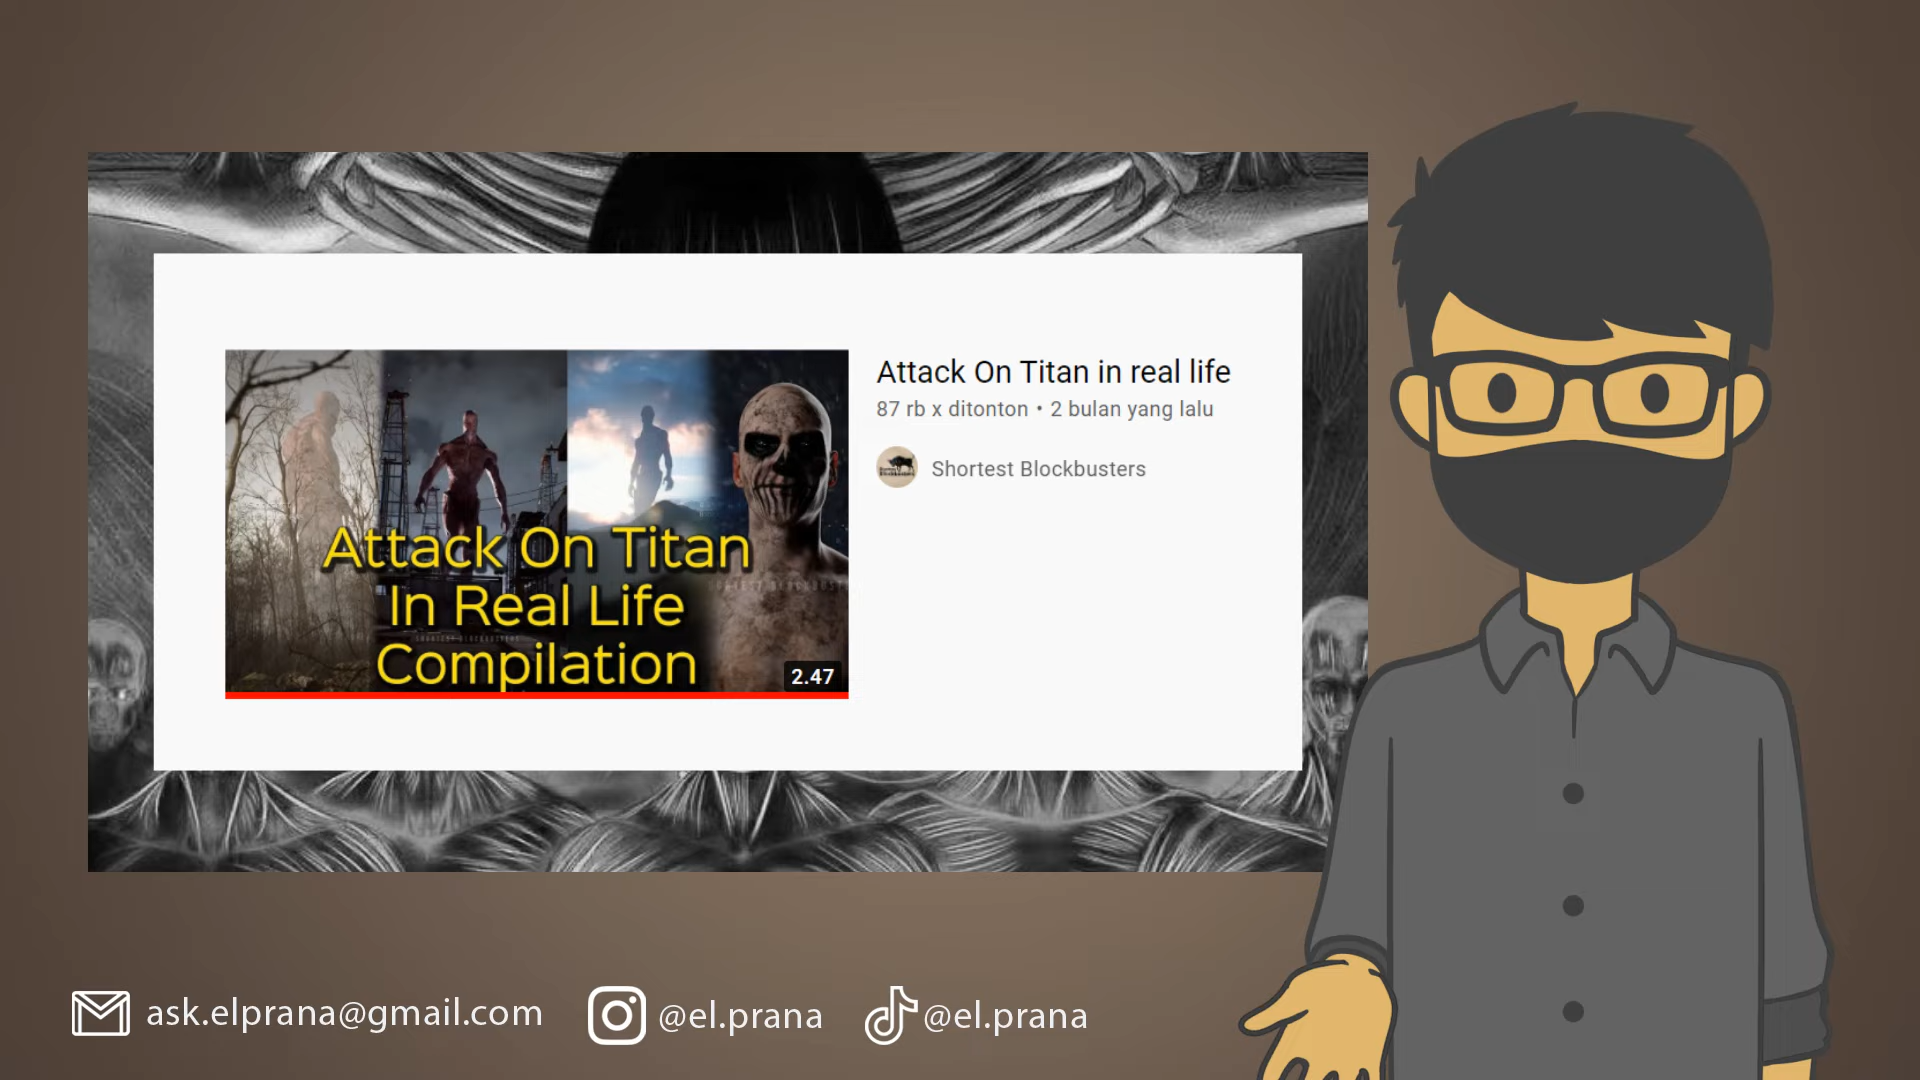 Attack On Titan
In Real Life
Compilation
2.47
Attack On Titan in real life
87 rb x ditonton • 2 bulan yang lalu
Shortest Blockbusters
ask.elprana@gmail.com
@el.prana
@el.prana